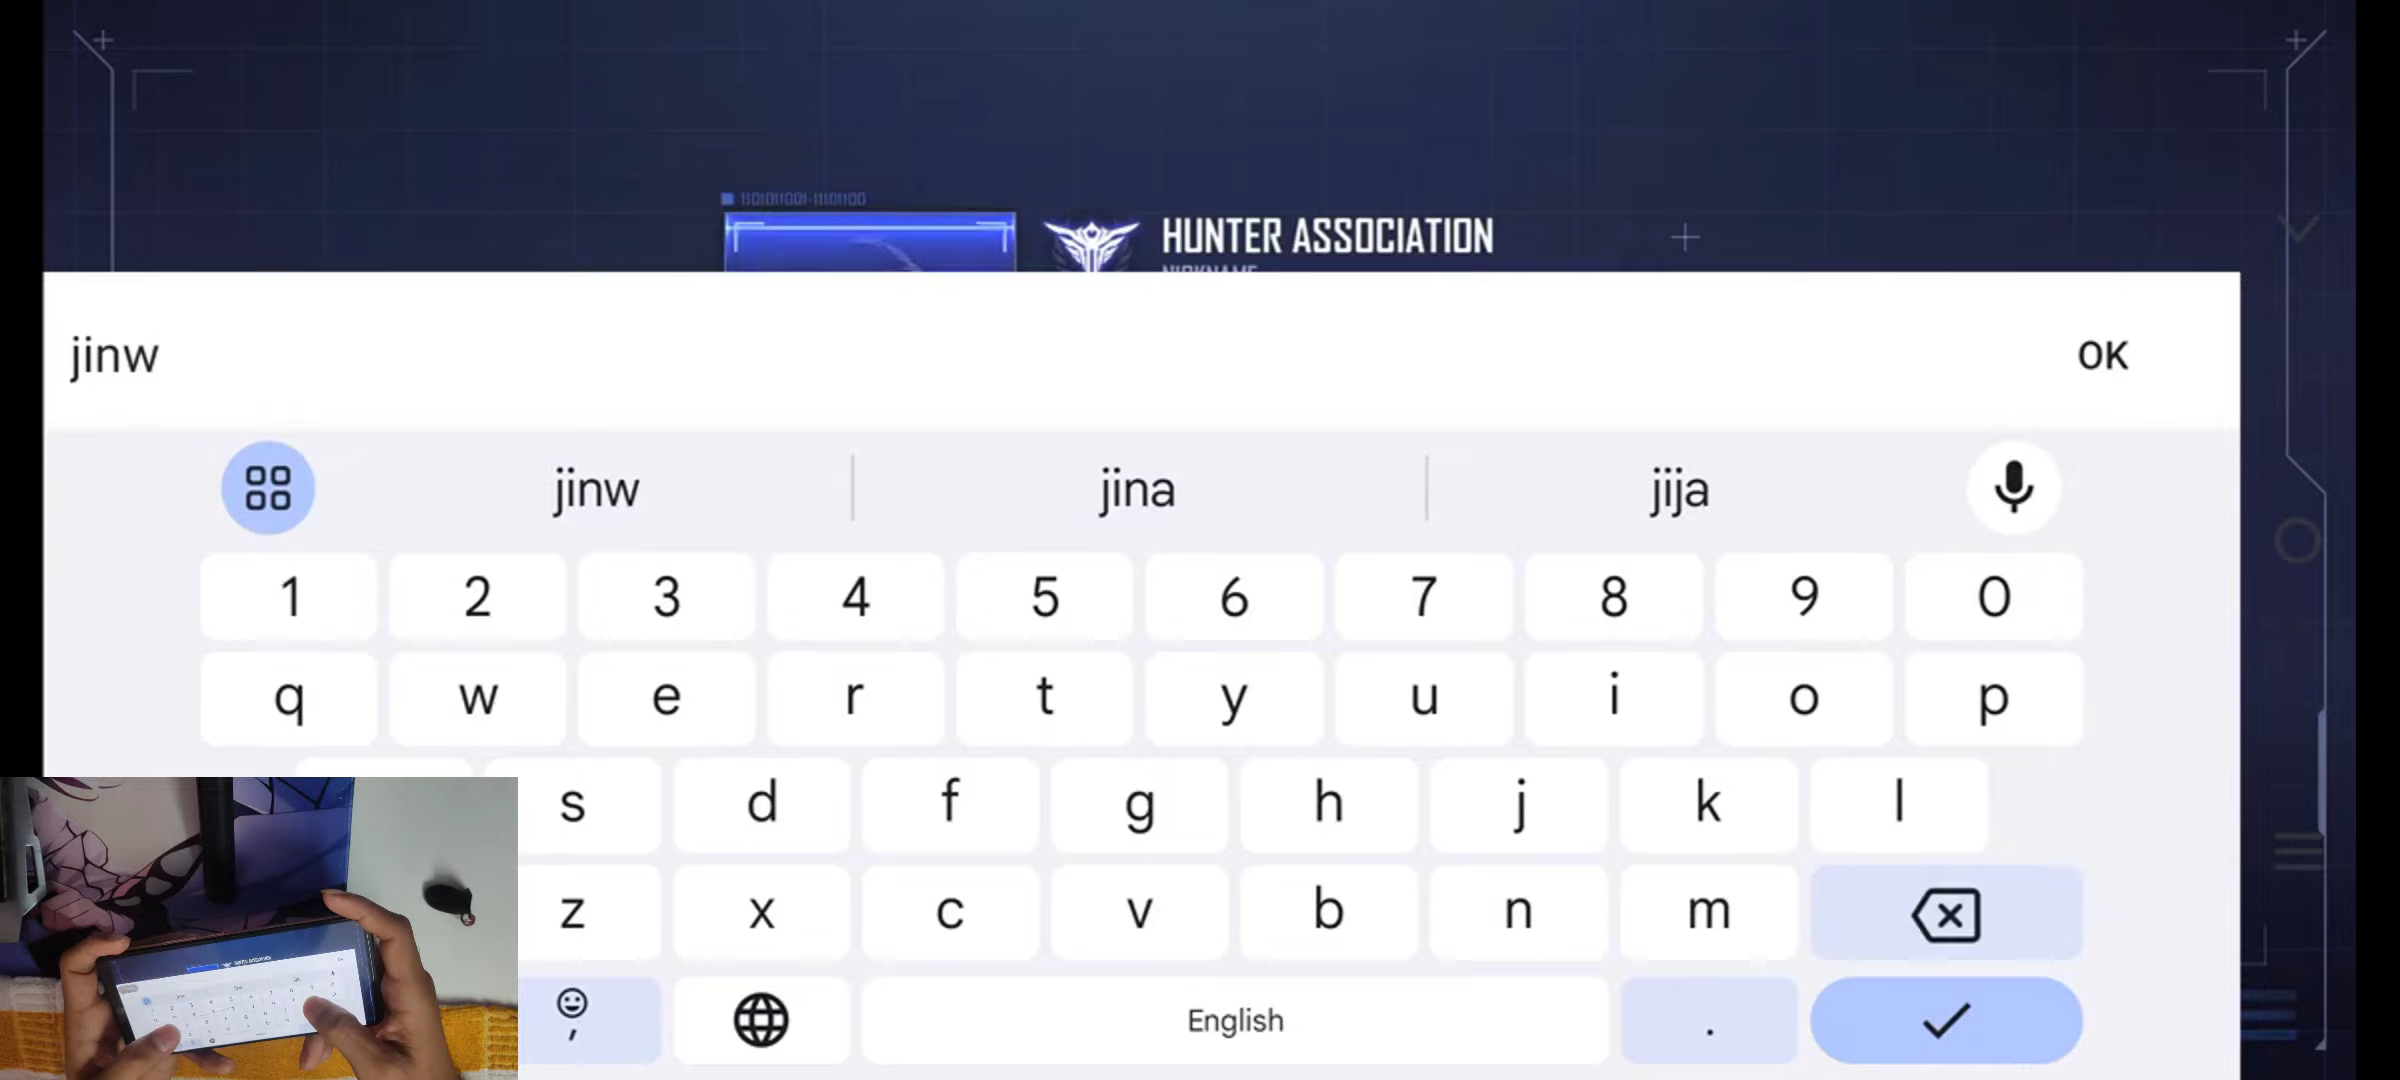 1101011001-11101100
HUNTER ASSOCIATION
NICKNAME
jinw
OK
jinw jina jija
1 2 3 4 5 6 7 8 9 0
q w e r t y u i o p
s d f g h j k l
z x c v b n m
, English .